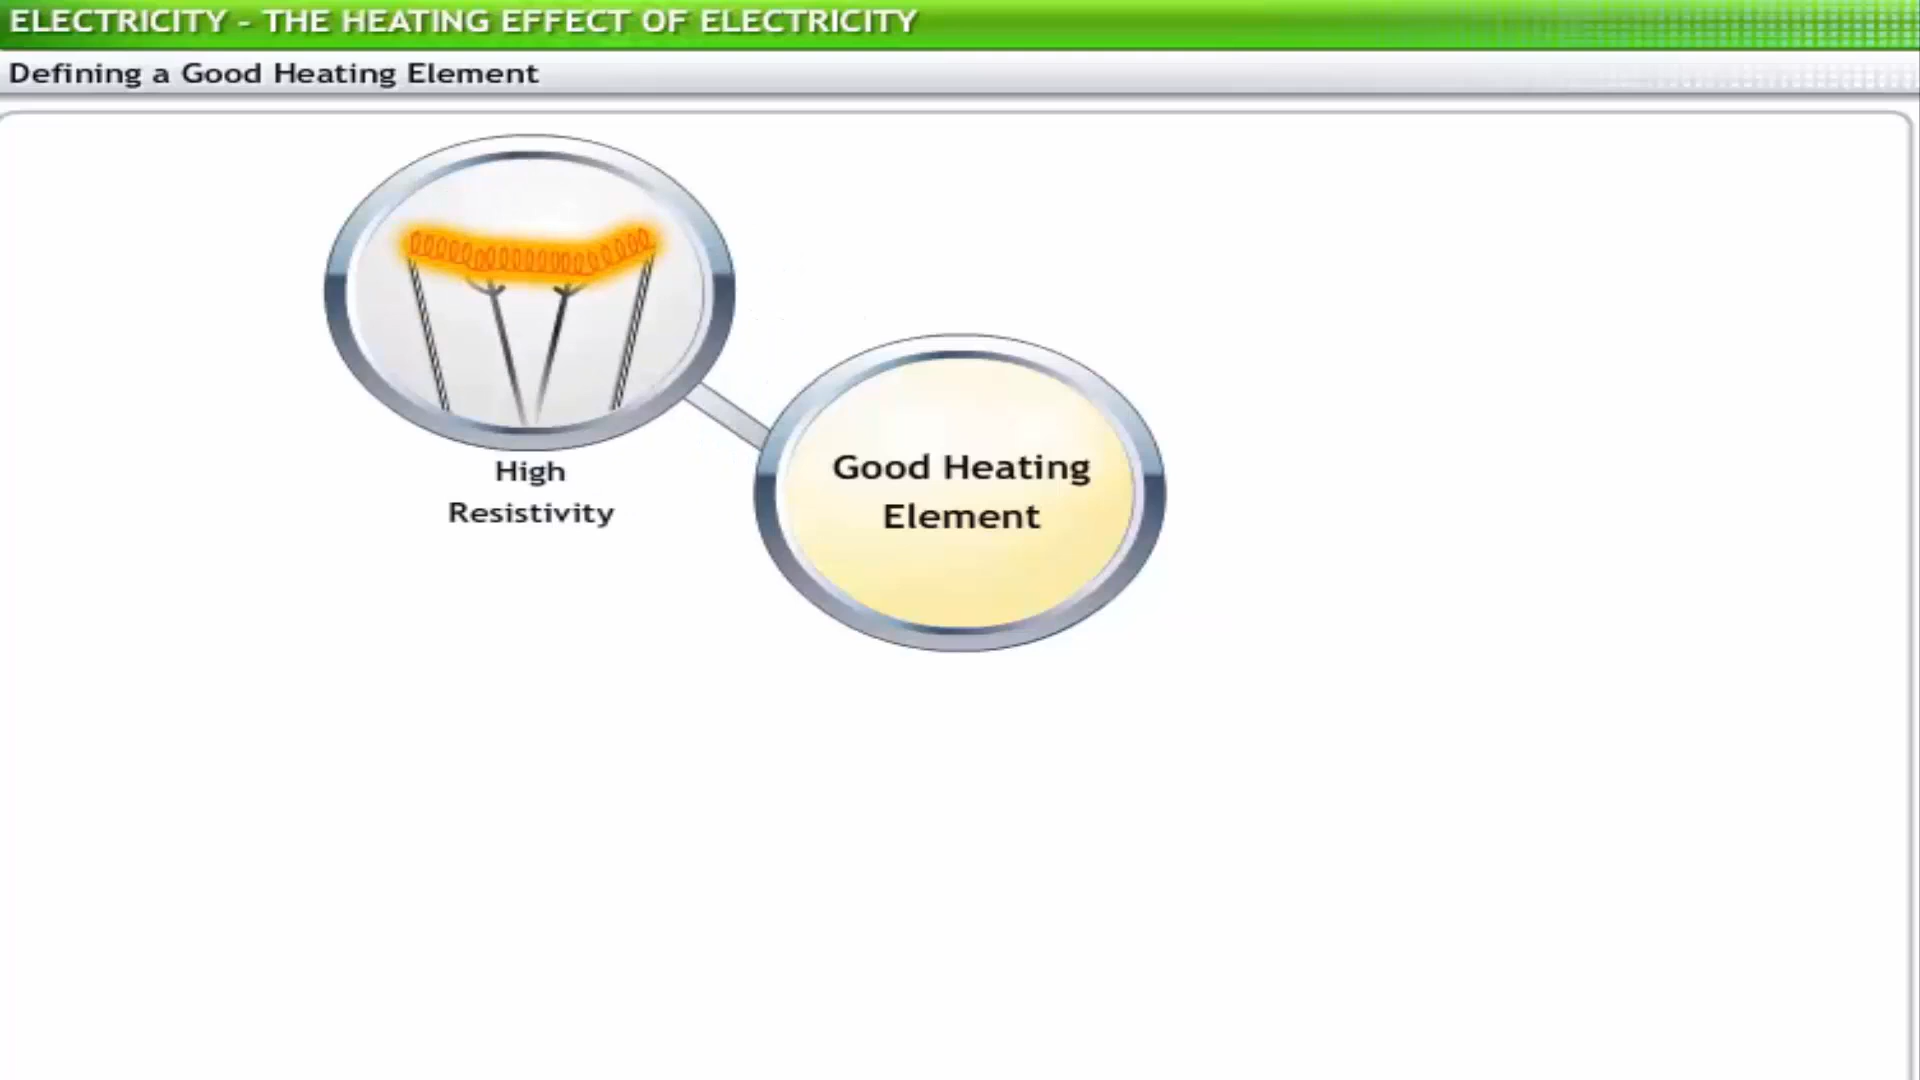 ELECTRICITY - THE HEATING EFFECT OF ELECTRICITY
Defining a Good Heating Element
High
Resistivity
Good Heating
Element